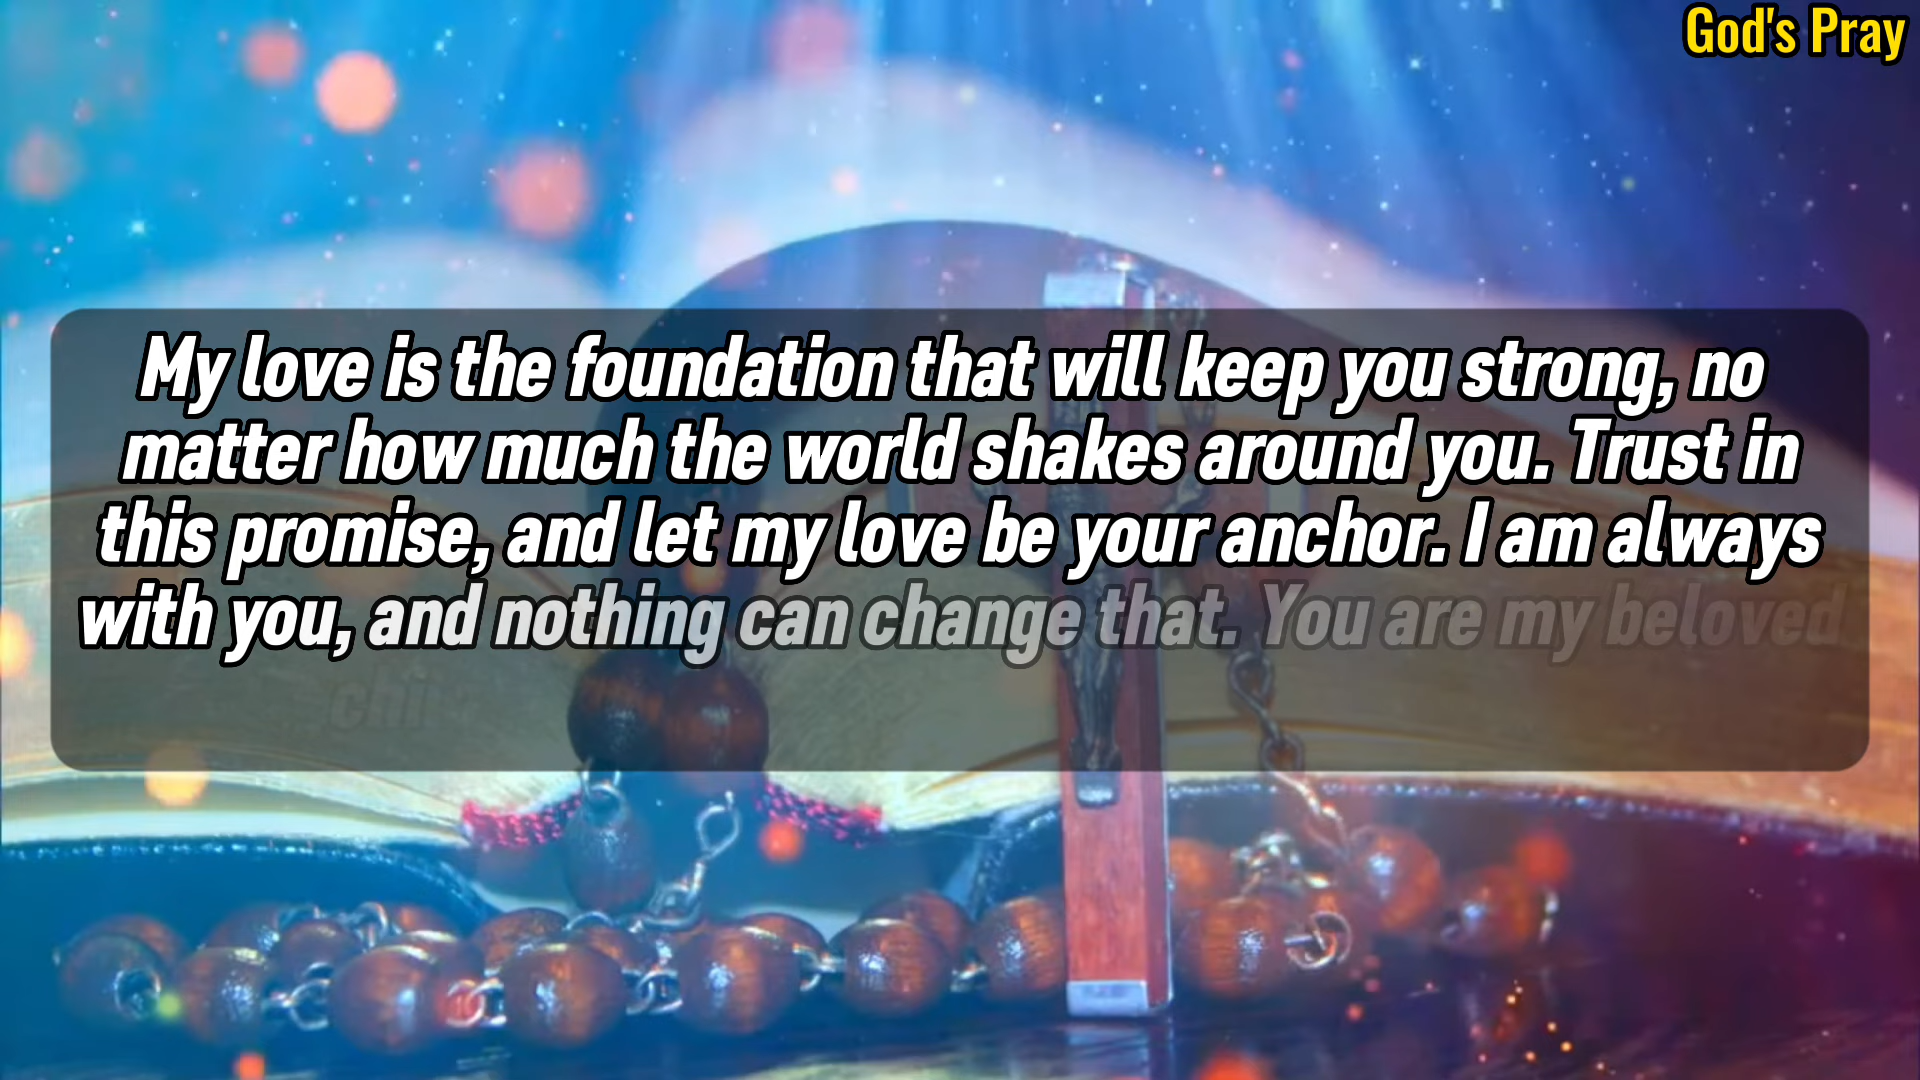 God's Pray
My love is the foundation that will keep you strong, no
matter how much the world shakes around you. Trust in
this promise, and let my love be your anchor. I am always
with you, and nothing can change that. You are my beloved